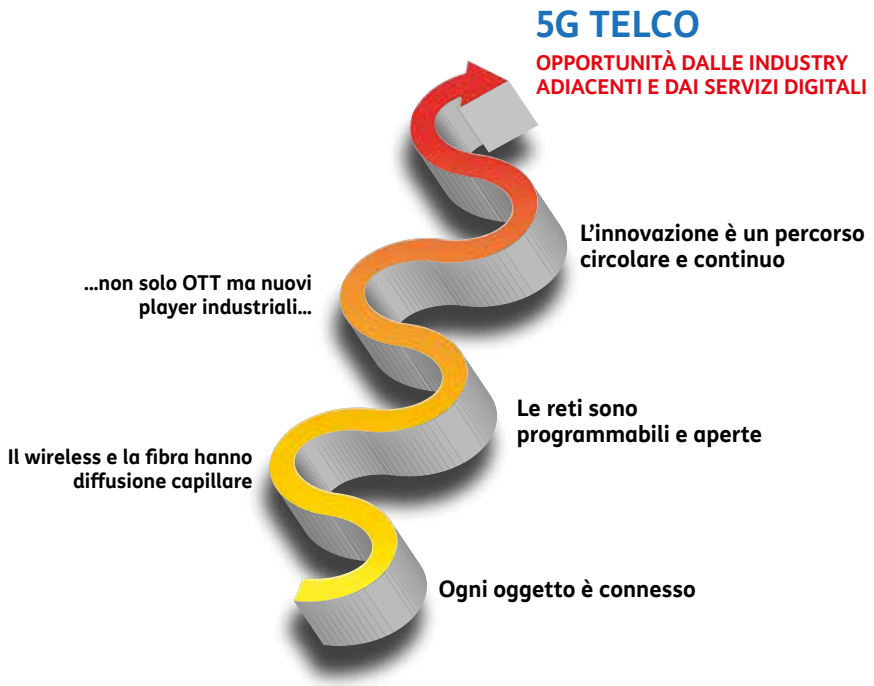 5G TELCO
OPPORTUNITÀ DALLE INDUSTRY
ADIACENTI E DAI SERVIZI DIGITALI
L'innovazione è un percorso
circolare e continuo
...non solo OTT ma nuovi
player industriali...
Le reti sono
programmabili e aperte
Il wireless e la fibra hanno
diffusione capillare
Ogni oggetto è connesso